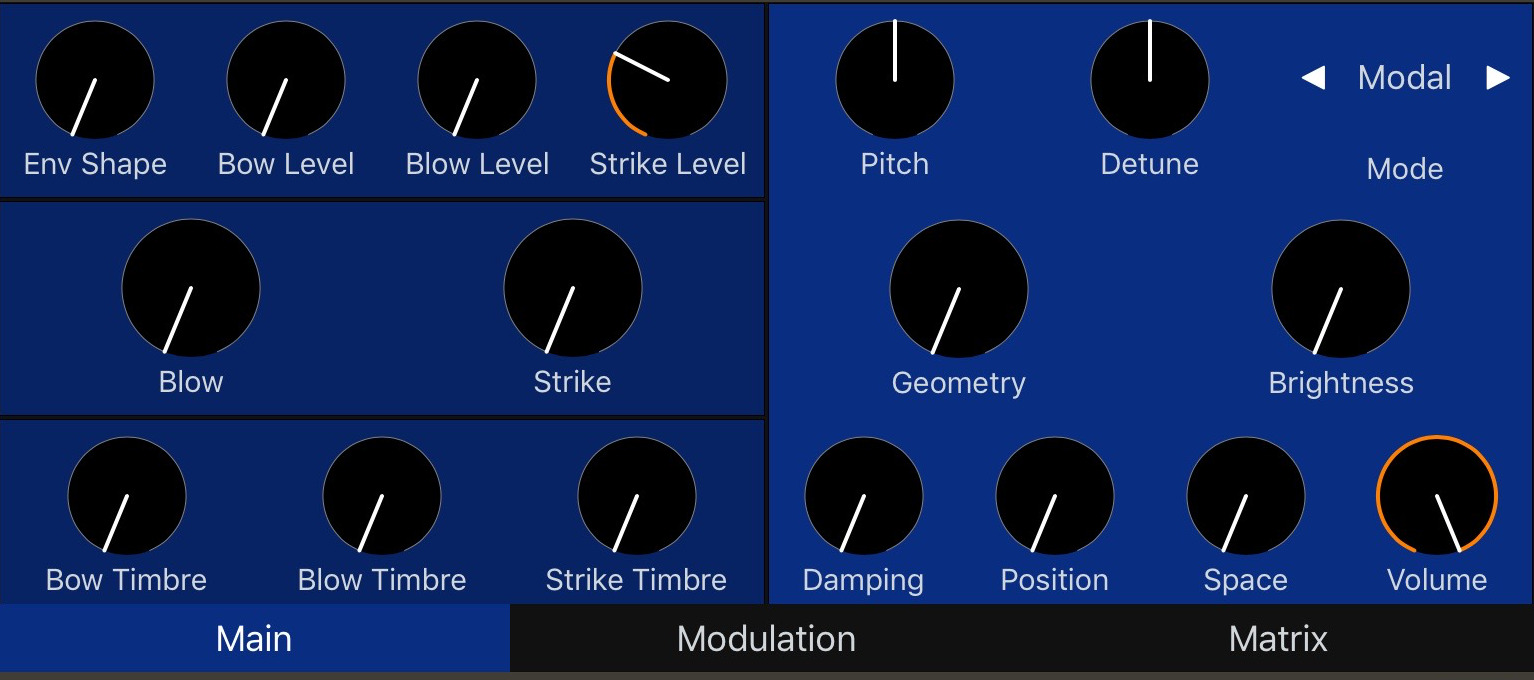 Env Shape
Bow Level
Blow Level
Strike Level
Blow
Strike
Bow Timbre
Blow Timbre
Strike Timbre
Pitch
Detune
Modal
Mode
Geometry
Brightness
Damping
Position
Space
Volume
Main
Modulation
Matrix